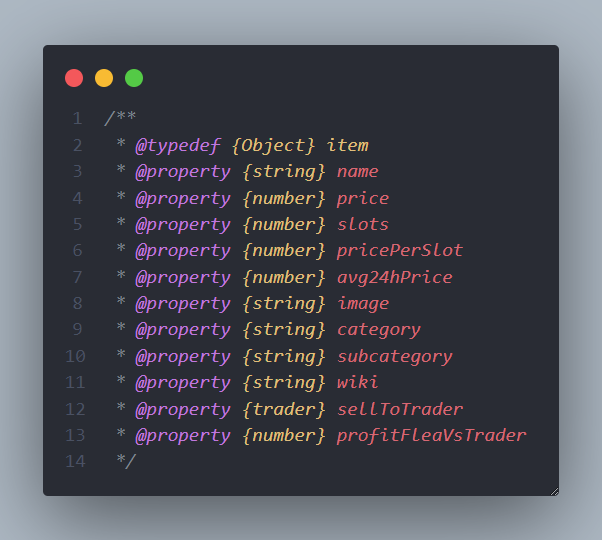 1 /**
2 * @typedef {Object} item
3 * @property {string} name
4 * @property {number} price
5 * @property {number} slots
6 * @property {number} pricePerSlot
7 * @property {number} avg24hPrice
8 * @property {string} image
9 * @property {string} category
10 * @property {string} subcategory
11 * @property {string} wiki
12 * @property {trader} sellToTrader
13 * @property {number} profitFleaVsTrader
14 */